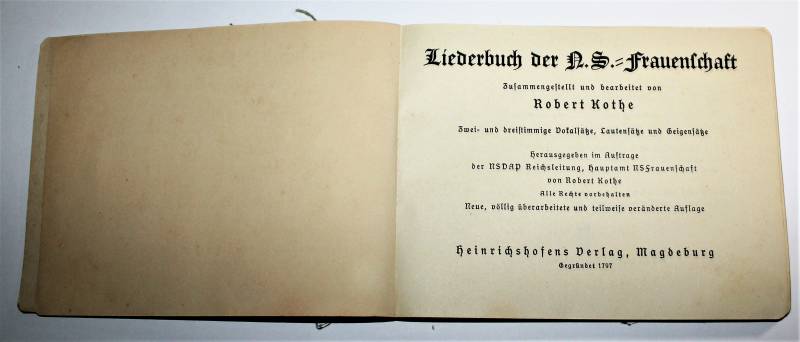 Liederbuch der N.S.=Frauenschaft
Zusammengestellt und bearbeitet von
Robert Kothe
Zwei- und dreistimmige Vokalsätze, Lautensätze und Geigensätze
Herausgegeben im Auftrage
der NSDAP Reichsleitung, Hauptamt NSFrauenschaft
von Robert Kothe
Alle Rechte vorbehalten
Neue, völlig überarbeitete und teilweise veränderte Auflage
Heinrichshofens Verlag, Magdeburg
Gegründet 1797